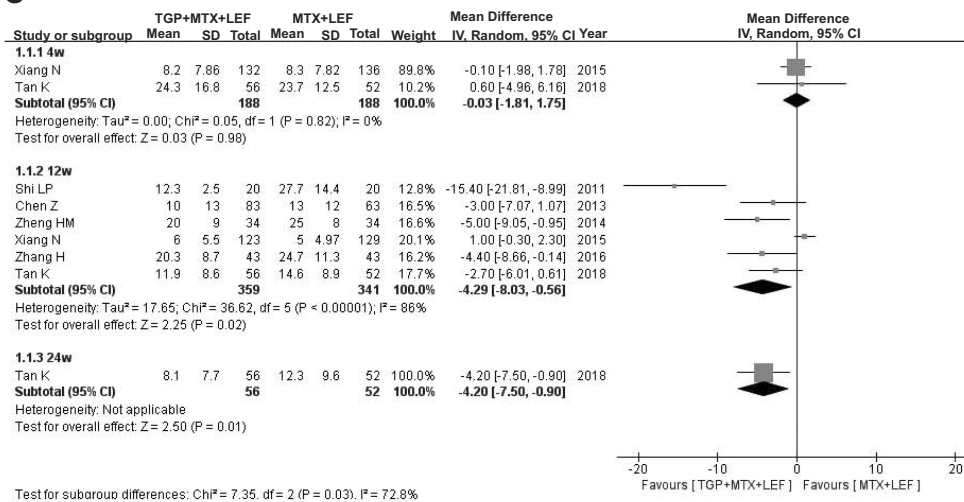 TGP+MTX+LEF MTX+LEF Mean Difference Mean Difference
Study or subgroup Mean SD Total Mean SD Total Weight IV, Random, 95% CI Year IV, Random, 95% CI
1.1.1 4w
Xiang N 8.2 7.86 132 8.3 7.82 136 89.8% -0.10 [-1.98, 1.78] 2015
Tan K 24.3 16.8 56 23.7 12.5 52 10.2% 0.60 [-4.96, 6.16] 2018
Subtotal (95% CI) 188 188 100.0% -0.03 [-1.81, 1.75]
Heterogeneity: Tau² = 0.00; Chi² = 0.05, df = 1 (P = 0.82); I² = 0%
Test for overall effect: Z = 0.03 (P = 0.98)
1.1.2 12w
Shi LP 12.3 2.5 20 27.7 14.4 20 12.8% -15.40 [-21.81, -8.99] 2011
Chen Z 10 13 83 13 12 63 16.5% -3.00 [-7.07, 1.07] 2013
Zheng HM 20 9 34 25 8 34 16.6% -5.00 [-9.05, -0.95] 2014
Xiang N 6 5.5 123 5 4.97 129 20.1% 1.00 [-0.30, 2.30] 2015
Zhang H 20.3 8.7 43 24.7 11.3 43 16.2% -4.40 [-8.66, -0.14] 2016
Tan K 11.9 8.6 56 14.6 8.9 52 17.7% -2.70 [-6.01, 0.61] 2018
Subtotal (95% CI) 359 341 100.0% -4.29 [-8.03, -0.56]
Heterogeneity: Tau² = 17.65; Chi² = 36.62, df = 5 (P < 0.00001); I² = 86%
Test for overall effect: Z = 2.25 (P = 0.02)
1.1.3 24w
Tan K 8.1 7.7 56 12.3 9.6 52 100.0% -4.20 [-7.50, -0.90] 2018
Subtotal (95% CI) 56 52 100.0% -4.20 [-7.50, -0.90]
Heterogeneity: Not applicable
Test for overall effect: Z = 2.50 (P = 0.01)
-20 -10 0 10 20
Favours [TGP+MTX+LEF] Favours [MTX+LEF]
Test for subgroup differences: Chi² = 7.35. df = 2 (P = 0.03). I² = 72.8%